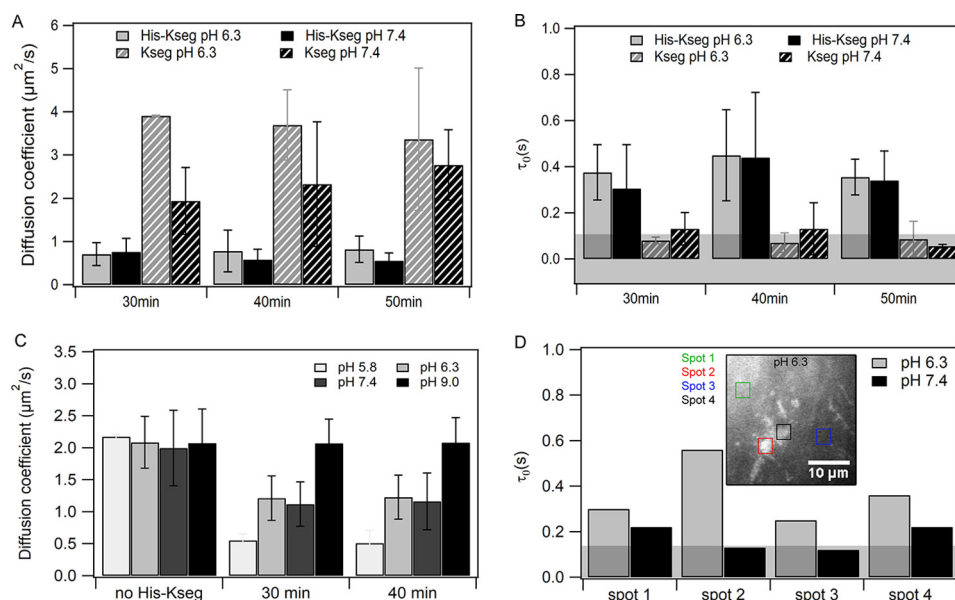 A
His-Kseg pH 6.3
His-Kseg pH 7.4
Kseg pH 6.3
Kseg pH 7.4
Diffusion coefficient (µm²/s)
6
5
4
3
2
1
0
30min
40min
50min
B
His-Kseg pH 6.3
His-Kseg pH 7.4
Kseg pH 6.3
Kseg pH 7.4
τ₀(s)
1.0
0.8
0.6
0.4
0.2
0.0
30min
40min
50min
C
pH 5.8
pH 6.3
pH 7.4
pH 9.0
Diffusion coefficient (µm²/s)
3.5
3.0
2.5
2.0
1.5
1.0
0.5
0.0
no His-Kseg
30 min
40 min
D
Spot 1
Spot 2
Spot 3
Spot 4
pH 6.3
10 µm
pH 6.3
pH 7.4
τ₀(s)
1.0
0.8
0.6
0.4
0.2
0.0
spot 1
spot 2
spot 3
spot 4